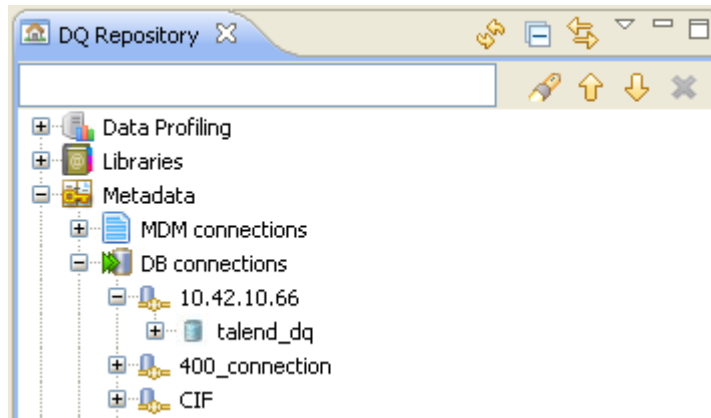 DQ Repository
Data Profiling
Libraries
Metadata
MDM connections
DB connections
10.42.10.66
talend_dq
400_connection
CIF